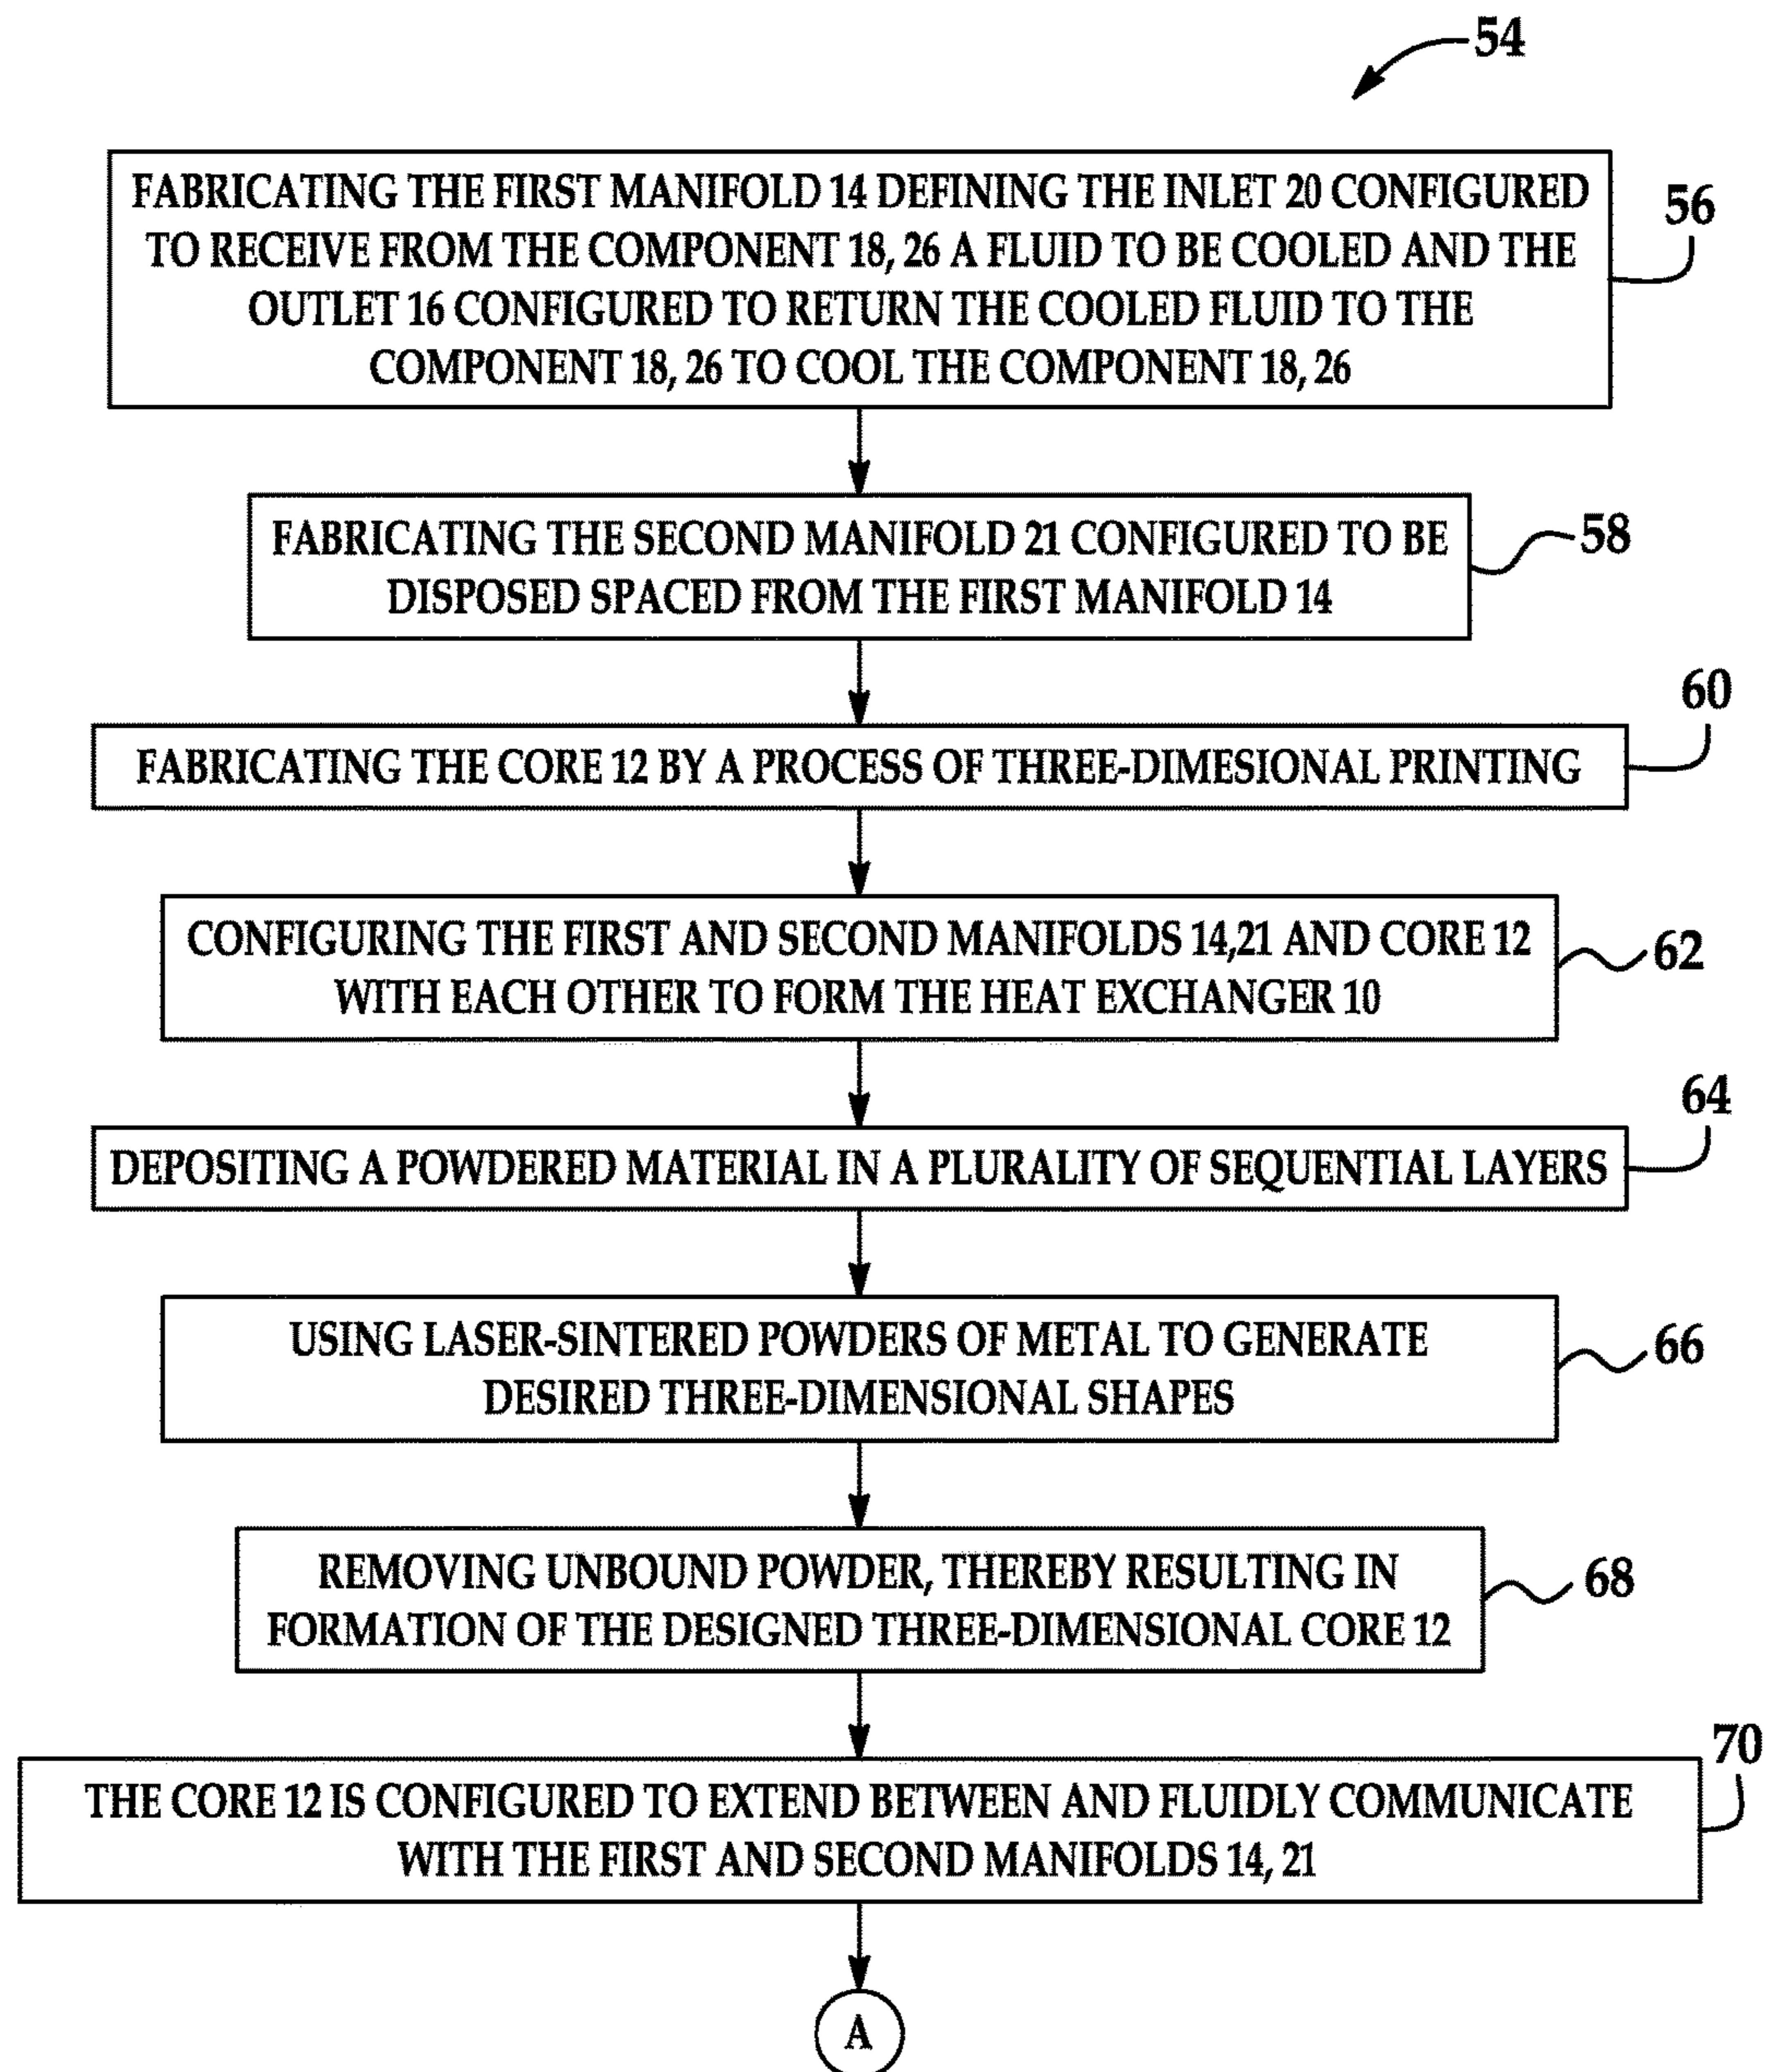 54
FABRICATING THE FIRST MANIFOLD 14 DEFINING THE INLET 20 CONFIGURED
TO RECEIVE FROM THE COMPONENT 18, 26 A FLUID TO BE COOLED AND THE
OUTLET 16 CONFIGURED TO RETURN THE COOLED FLUID TO THE
COMPONENT 18, 26 TO COOL THE COMPONENT 18, 26
56
FABRICATING THE SECOND MANIFOLD 21 CONFIGURED TO BE
DISPOSED SPACED FROM THE FIRST MANIFOLD 14
58
FABRICATING THE CORE 12 BY A PROCESS OF THREE-DIMESIONAL PRINTING
60
CONFIGURING THE FIRST AND SECOND MANIFOLDS 14,21 AND CORE 12
WITH EACH OTHER TO FORM THE HEAT EXCHANGER 10
62
DEPOSITING A POWDERED MATERIAL IN A PLURALITY OF SEQUENTIAL LAYERS
64
USING LASER-SINTERED POWDERS OF METAL TO GENERATE
DESIRED THREE-DIMENSIONAL SHAPES
66
REMOVING UNBOUND POWDER, THEREBY RESULTING IN
FORMATION OF THE DESIGNED THREE-DIMENSIONAL CORE 12
68
THE CORE 12 IS CONFIGURED TO EXTEND BETWEEN AND FLUIDLY COMMUNICATE
WITH THE FIRST AND SECOND MANIFOLDS 14, 21
70
A